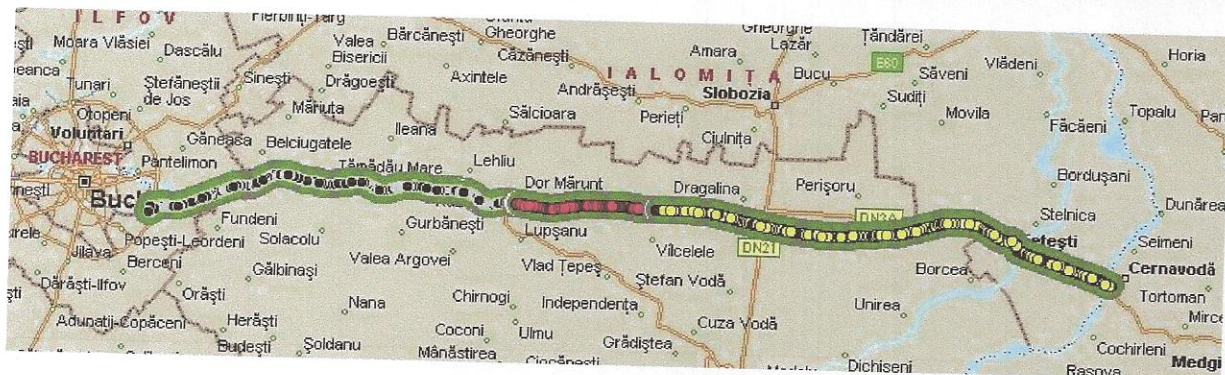 ILFOV
Moara Vlăsiei
Dascălu
Tunari
Ștefăneștii
de Jos
Otopeni
Voluntari
BUCHAREST
Găneasa
Pantelimon
Sinești
Măriuța
Belciugatele
Valea
Bisericii
Drăgoești
Bărcănești
Gheorghe
Căzănești
Axintele
Ileana
Sălcioara
Tămădău Mare
Lehliu
Dor Mărunt
Andrășești
IALOMIȚA
Amara
Gheorghe
Lazăr
Bucu
Slobozia
Perieți
Ciulnița
Țăndărei
E60
Săveni
Sudiți
Movila
Vlădeni
Horia
Topalu
Făcăeni
Bordușani
Dunărea
Stelnica
Seimeni
Cernavodă
Tortoman
Dragalina
Perișoru
DN21
Vîlcelele
Ștefan Vodă
Lupșanu
Gurbănești
Vlad Țepeș
Valea Argovei
Fundeni
Solacolu
Popești-Leordeni
Jilava
Berceni
Dărăști-Ilfov
Gălbinași
Orăști
Adunații-Copăceni
Herăști
Budești
Șoldanu
Nana
Chirnogi
Independența
Coconi
Ulmu
Mânăstirea
Ciocănești
Grădiștea
Cuza Vodă
Unirea
Borcea
Dichiseni
Cochirleni
Rasova